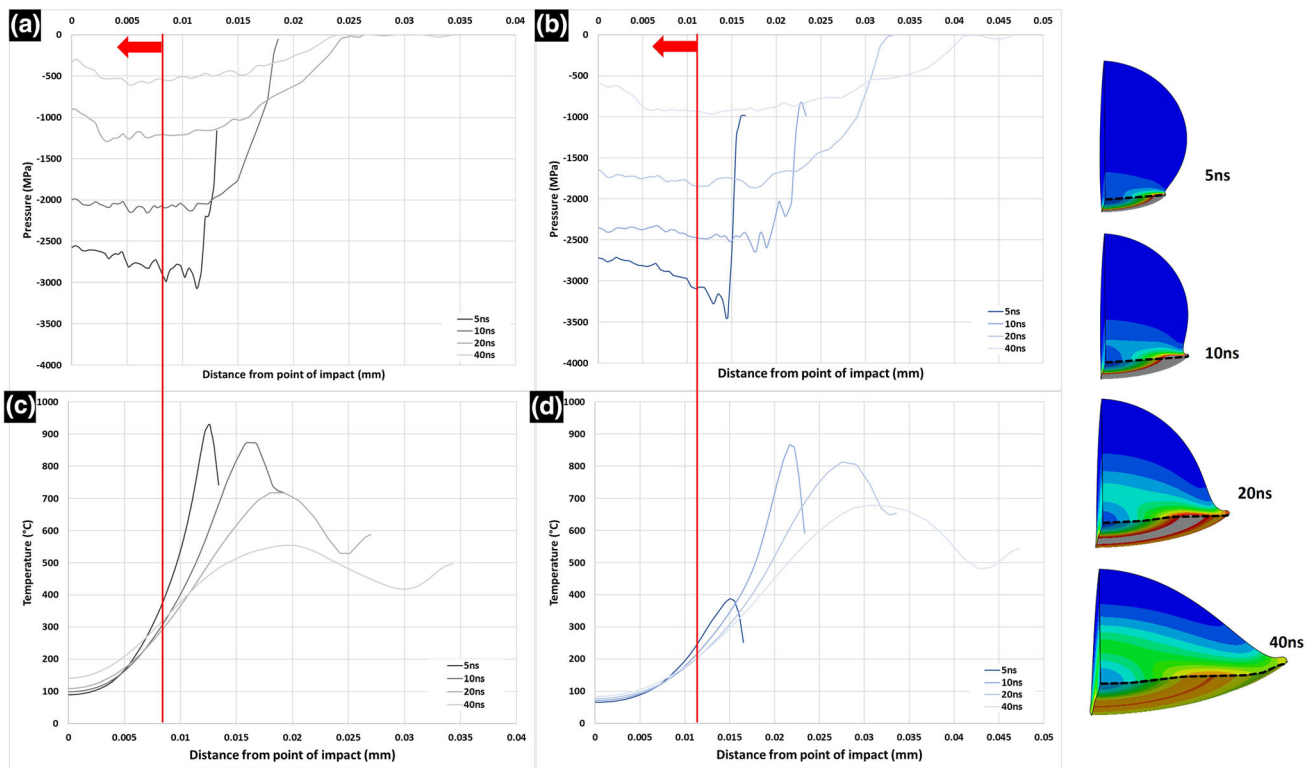 (a)
0 0.005 0.01 0.015 0.02 0.025 0.03 0.035 0.04
0
-500
-1000
-1500
-2000
-2500
-3000
-3500
-4000
Pressure (MPa)
5ns
10ns
20ns
40ns
Distance from point of impact (mm)
(b)
0 0.005 0.01 0.015 0.02 0.025 0.03 0.035 0.04 0.045 0.05
0
-500
-1000
-1500
-2000
-2500
-3000
-3500
-4000
Pressure (MPa)
5ns
10ns
20ns
40ns
Distance from point of impact (mm)
(c)
1000
900
800
700
600
500
400
300
200
100
0
Temperature (°C)
5ns
10ns
20ns
40ns
0 0.005 0.01 0.015 0.02 0.025 0.03 0.035 0.04
Distance from point of impact (mm)
(d)
1000
900
800
700
600
500
400
300
200
100
0
Temperature (°C)
5ns
10ns
20ns
40ns
0 0.005 0.01 0.015 0.02 0.025 0.03 0.035 0.04 0.045 0.05
Distance from point of impact (mm)
5ns
10ns
20ns
40ns